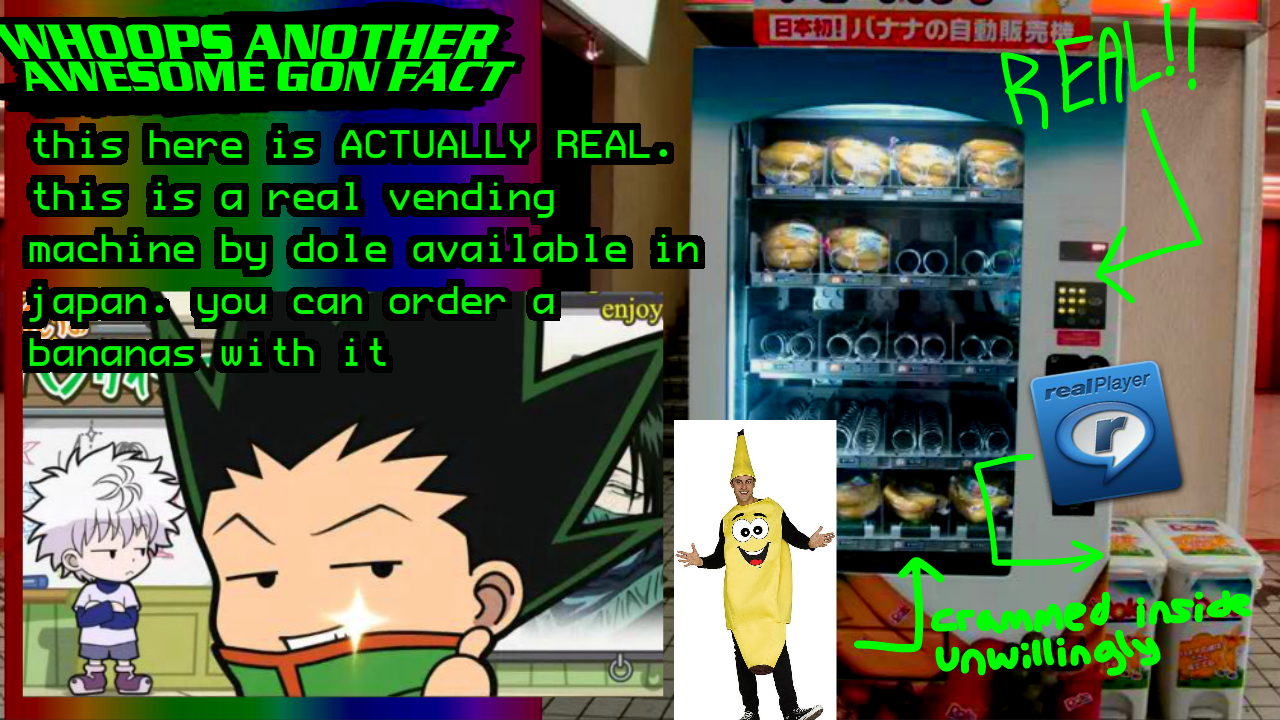 WHOOPS ANOTHER
AWESOME GON FACT
this here is ACTUALLY REAL.
this is a real vending
machine by dole available in
japan. you can order a
bananas with it
enjoy
日本初! バナナの自動販売機
REAL!!
realPlayer
r
crammed inside
unwillingly
Dole